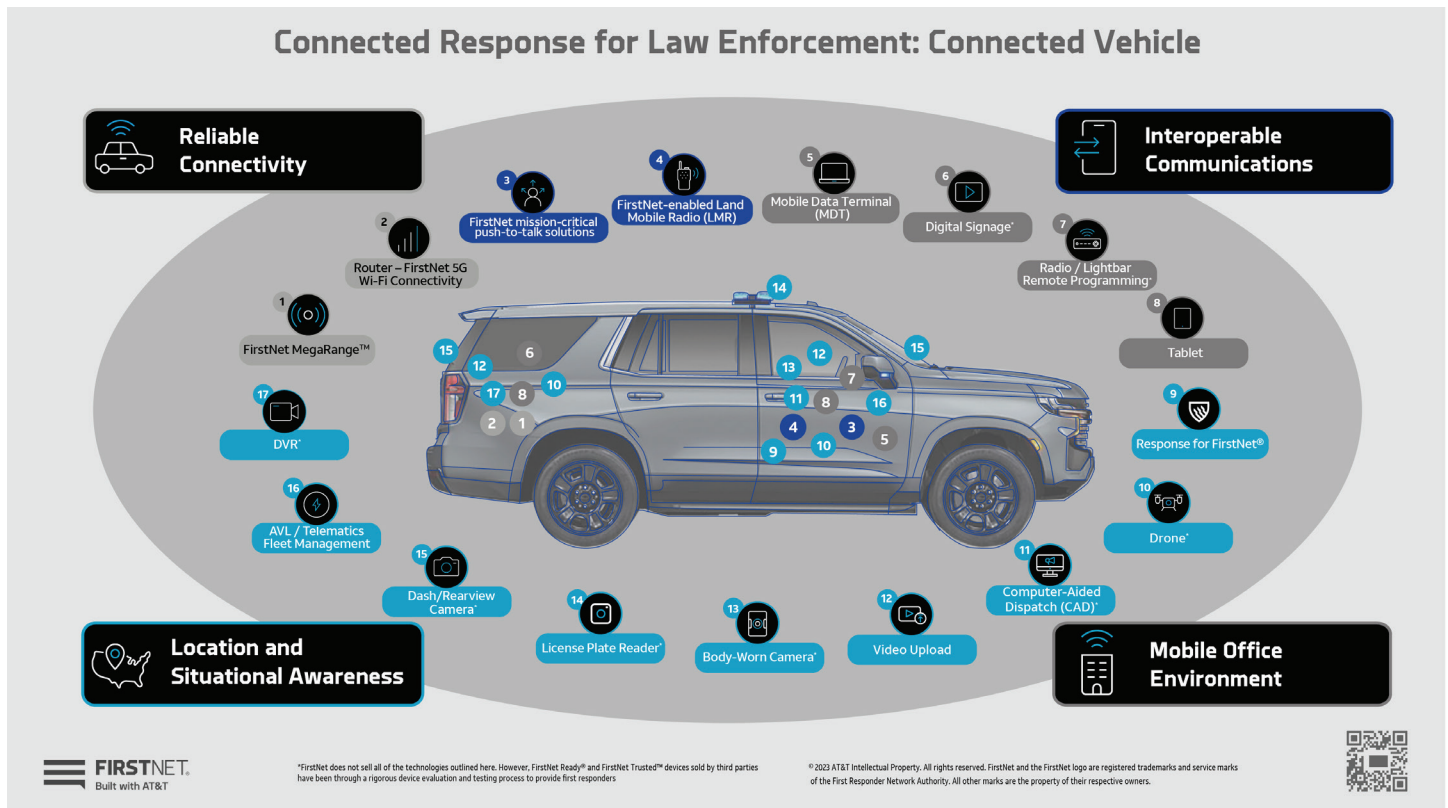 Connected Response for Law Enforcement: Connected Vehicle
Reliable
Connectivity
Interoperable
Communications
1
FirstNet MegaRange™
2
Router – FirstNet 5G
Wi-Fi Connectivity
3
FirstNet mission-critical
push-to-talk solutions
4
FirstNet-enabled Land
Mobile Radio (LMR)
5
Mobile Data Terminal
(MDT)
6
Digital Signage*
7
Radio / Lightbar
Remote Programming*
8
Tablet
9
Response for FirstNet®
10
Drone*
11
Computer-Aided
Dispatch (CAD)*
12
Video Upload
13
Body-Worn Camera*
14
License Plate Reader*
15
Dash/Rearview
Camera*
16
AVL / Telematics
Fleet Management
17
DVR*
14
15
6
12
15
12
13
10
7
17
8
11
8
16
2
1
4
3
5
9
10
Location and
Situational Awareness
Mobile Office
Environment
FIRSTNET®
Built with AT&T
*FirstNet does not sell all of the technologies outlined here. However, FirstNet Ready® and FirstNet Trusted™ devices sold by third parties
have been through a rigorous device evaluation and testing process to provide first responders
© 2023 AT&T Intellectual Property. All rights reserved. FirstNet and the FirstNet logo are registered trademarks and service marks
of the First Responder Network Authority. All other marks are the property of their respective owners.